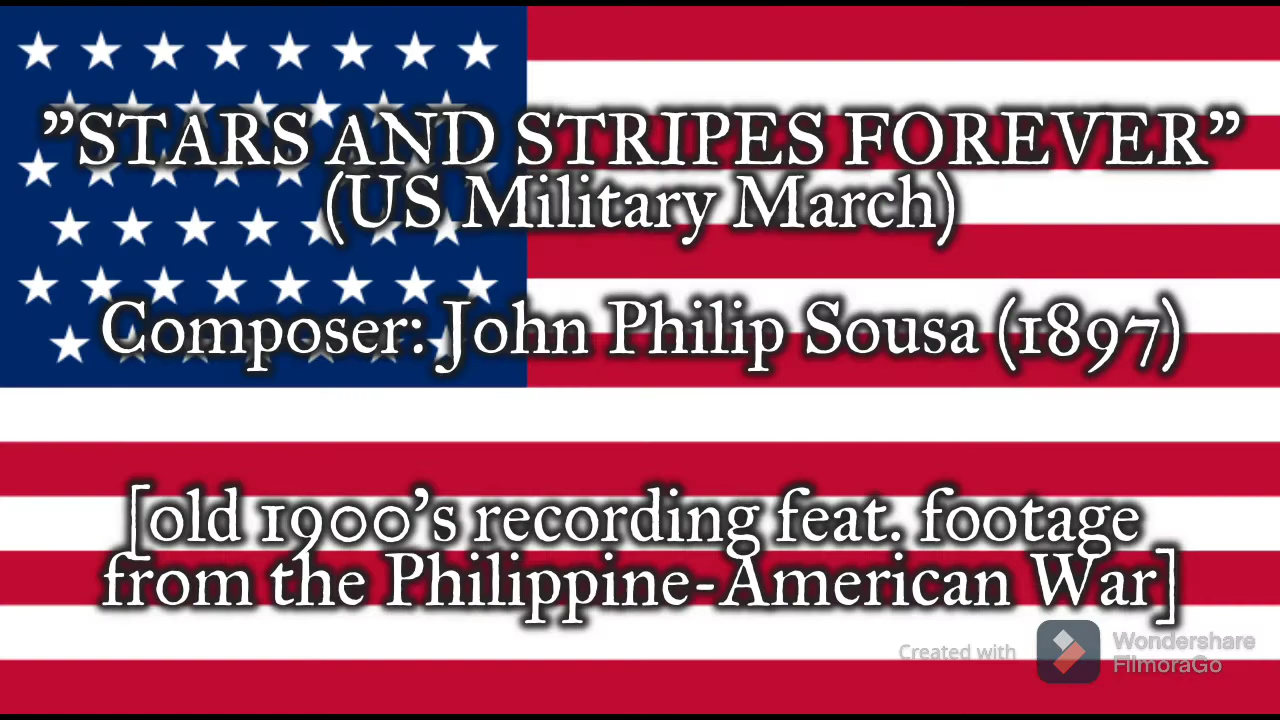 ”STARS AND STRIPES FOREVER”
(US Military March)
Composer: John Philip Sousa (1897)
[old 1900’s recording feat. footage
from the Philippine-American War]
Created with
Wondershare
FilmoraGo